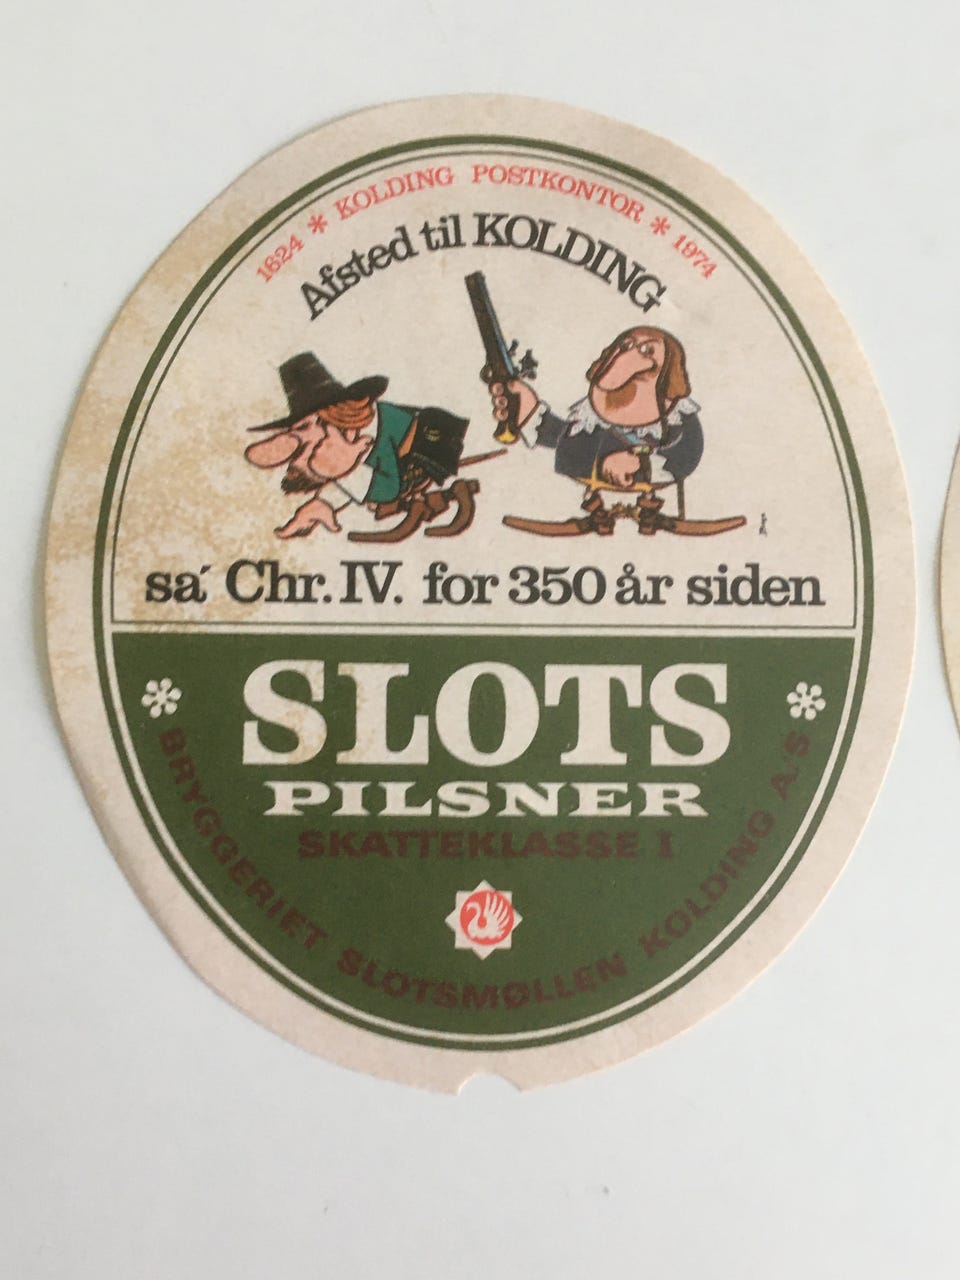 1624 * KOLDING POSTKONTOR * 1974
Afsted til KOLDING
sa´ Chr. IV. for 350 år siden
SLOTS
PILSNER
SKATTEKLASSE I
BRYGGERIET SLOTSMØLLEN KOLDING A/S